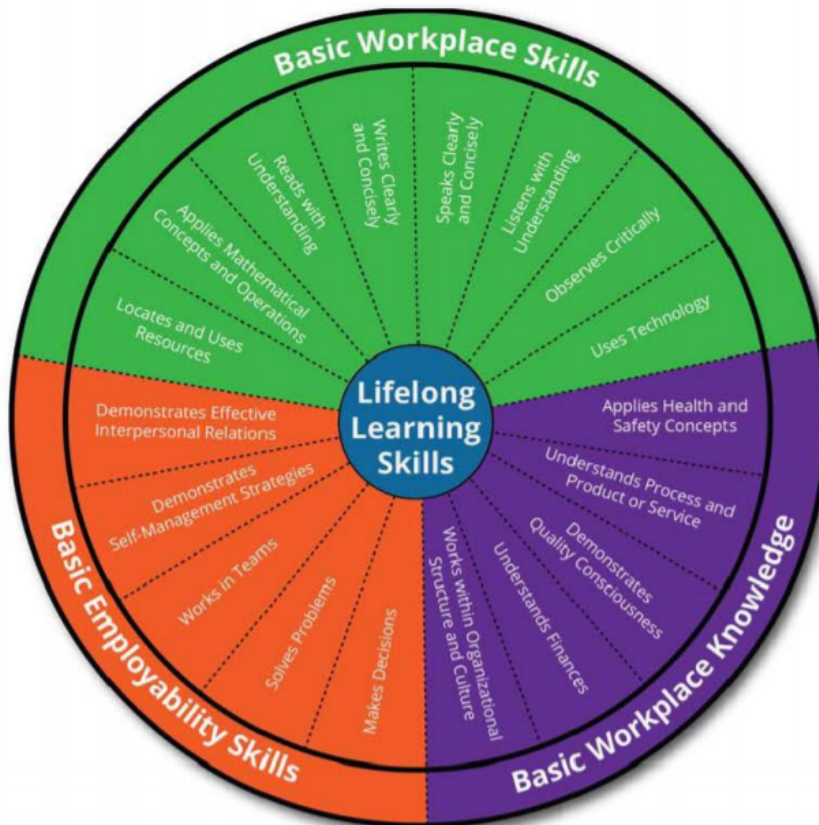 Basic Workplace Skills
Locates and Uses
Resources
Applies Mathematical
Concepts and Operations
Reads with
Understanding
Writes Clearly
and Concisely
Speaks Clearly
and Concisely
Listens with
Understanding
Observes Critically
Uses Technology
Lifelong
Learning
Skills
Applies Health and
Safety Concepts
Understands Process and
Product or Service
Demonstrates
Quality Consciousness
Understands Finances
Works within Organizational
Structure and Culture
Basic Workplace Knowledge
Demonstrates Effective
Interpersonal Relations
Demonstrates
Self-Management Strategies
Works in Teams
Solves Problems
Makes Decisions
Basic Employability Skills